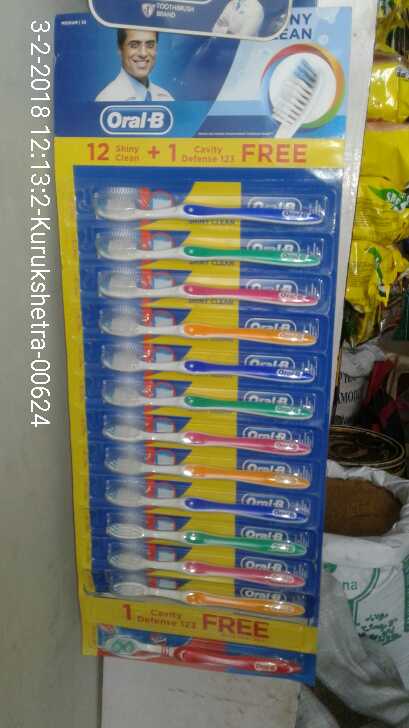 3-2-2018 12:13:2-Kurukshetra-00624
TOOTHBRUSH
BRAND
MEDIUM
NY
EAN
Oral-B
12 Shiny Clean + 1 Cavity Defense 123 FREE
Oral-B
SHINY CLEAN
Oral-B
Oral-B
SHINY CLEAN
Oral-B
Oral-B
Oral-B
Oral-B
Oral-B
Oral-B
Oral-B
Oral-B
Oral-B
1 Cavity Defense 123 FREE
Oral-B
na